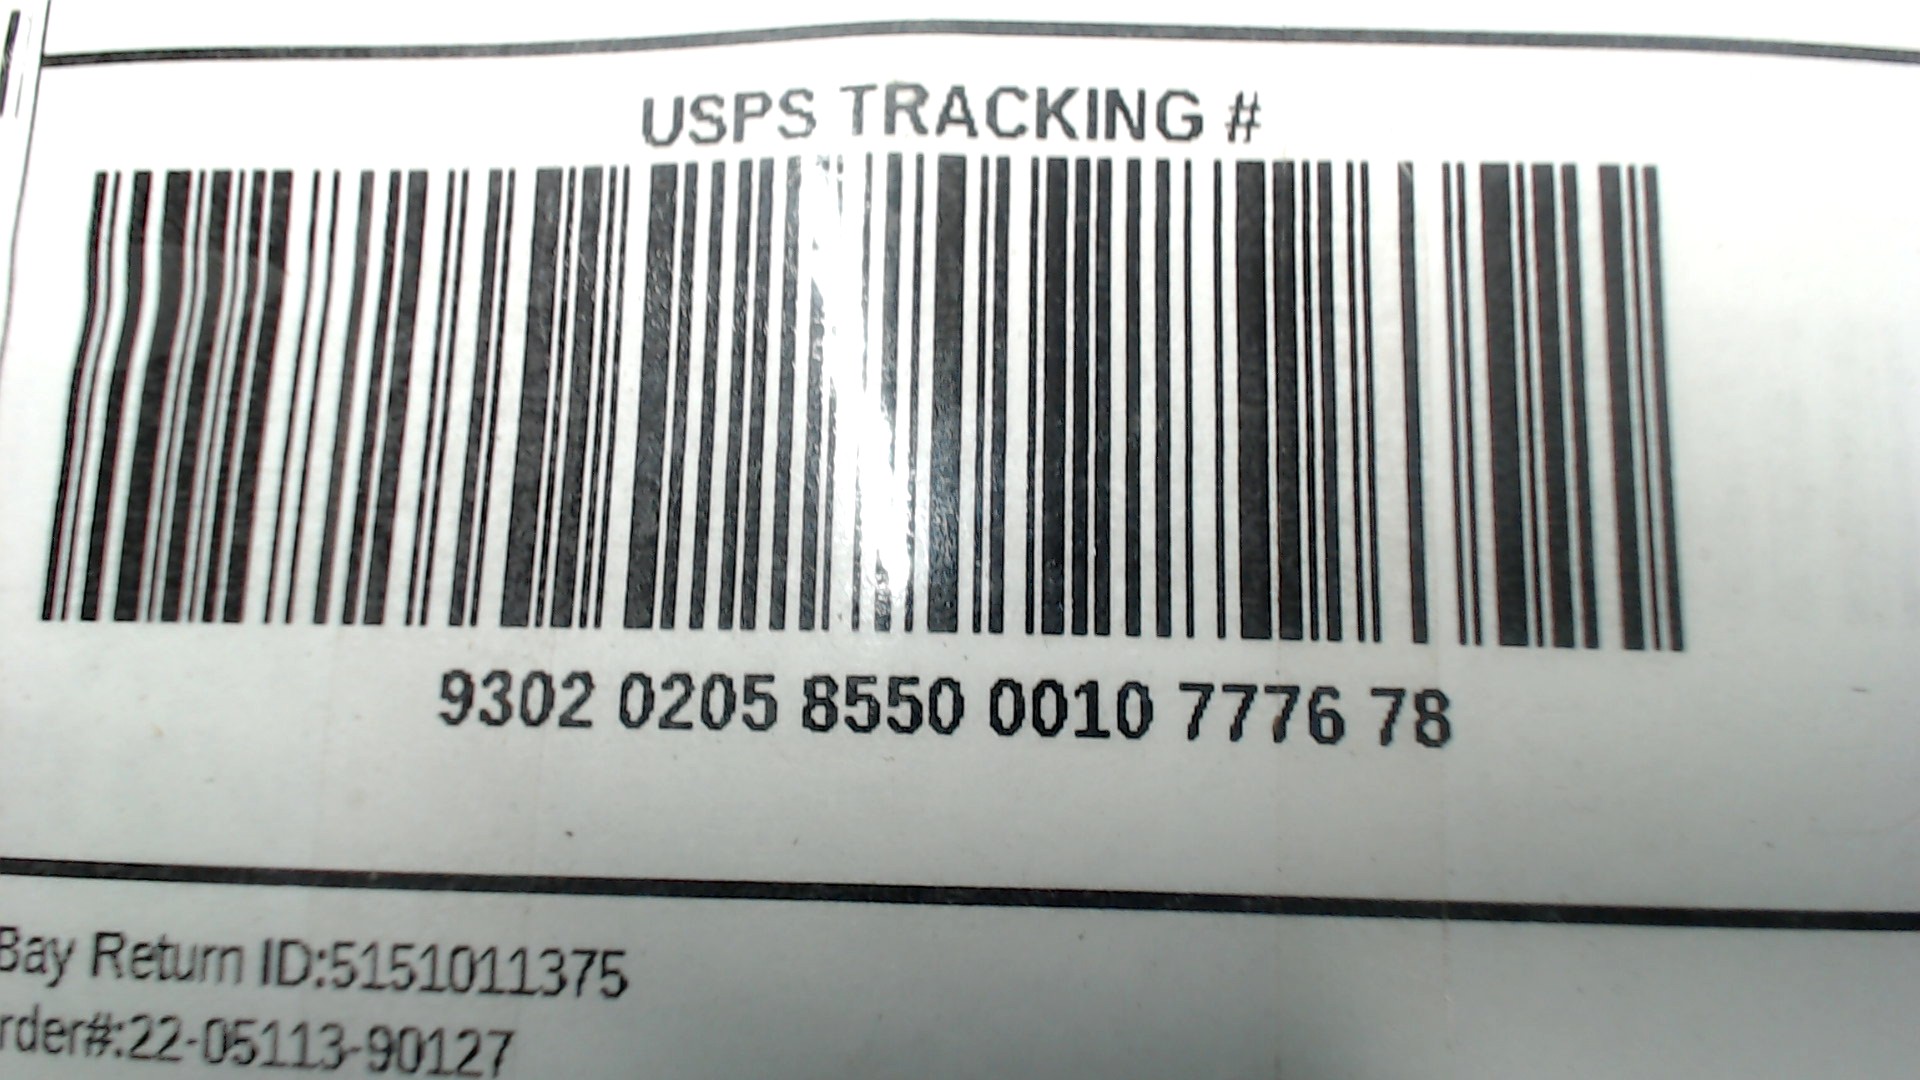 USPS TRACKING #
9302 0205 8550 0010 7776 78
Bay Return ID:5151011375
rder#:22-05113-90127